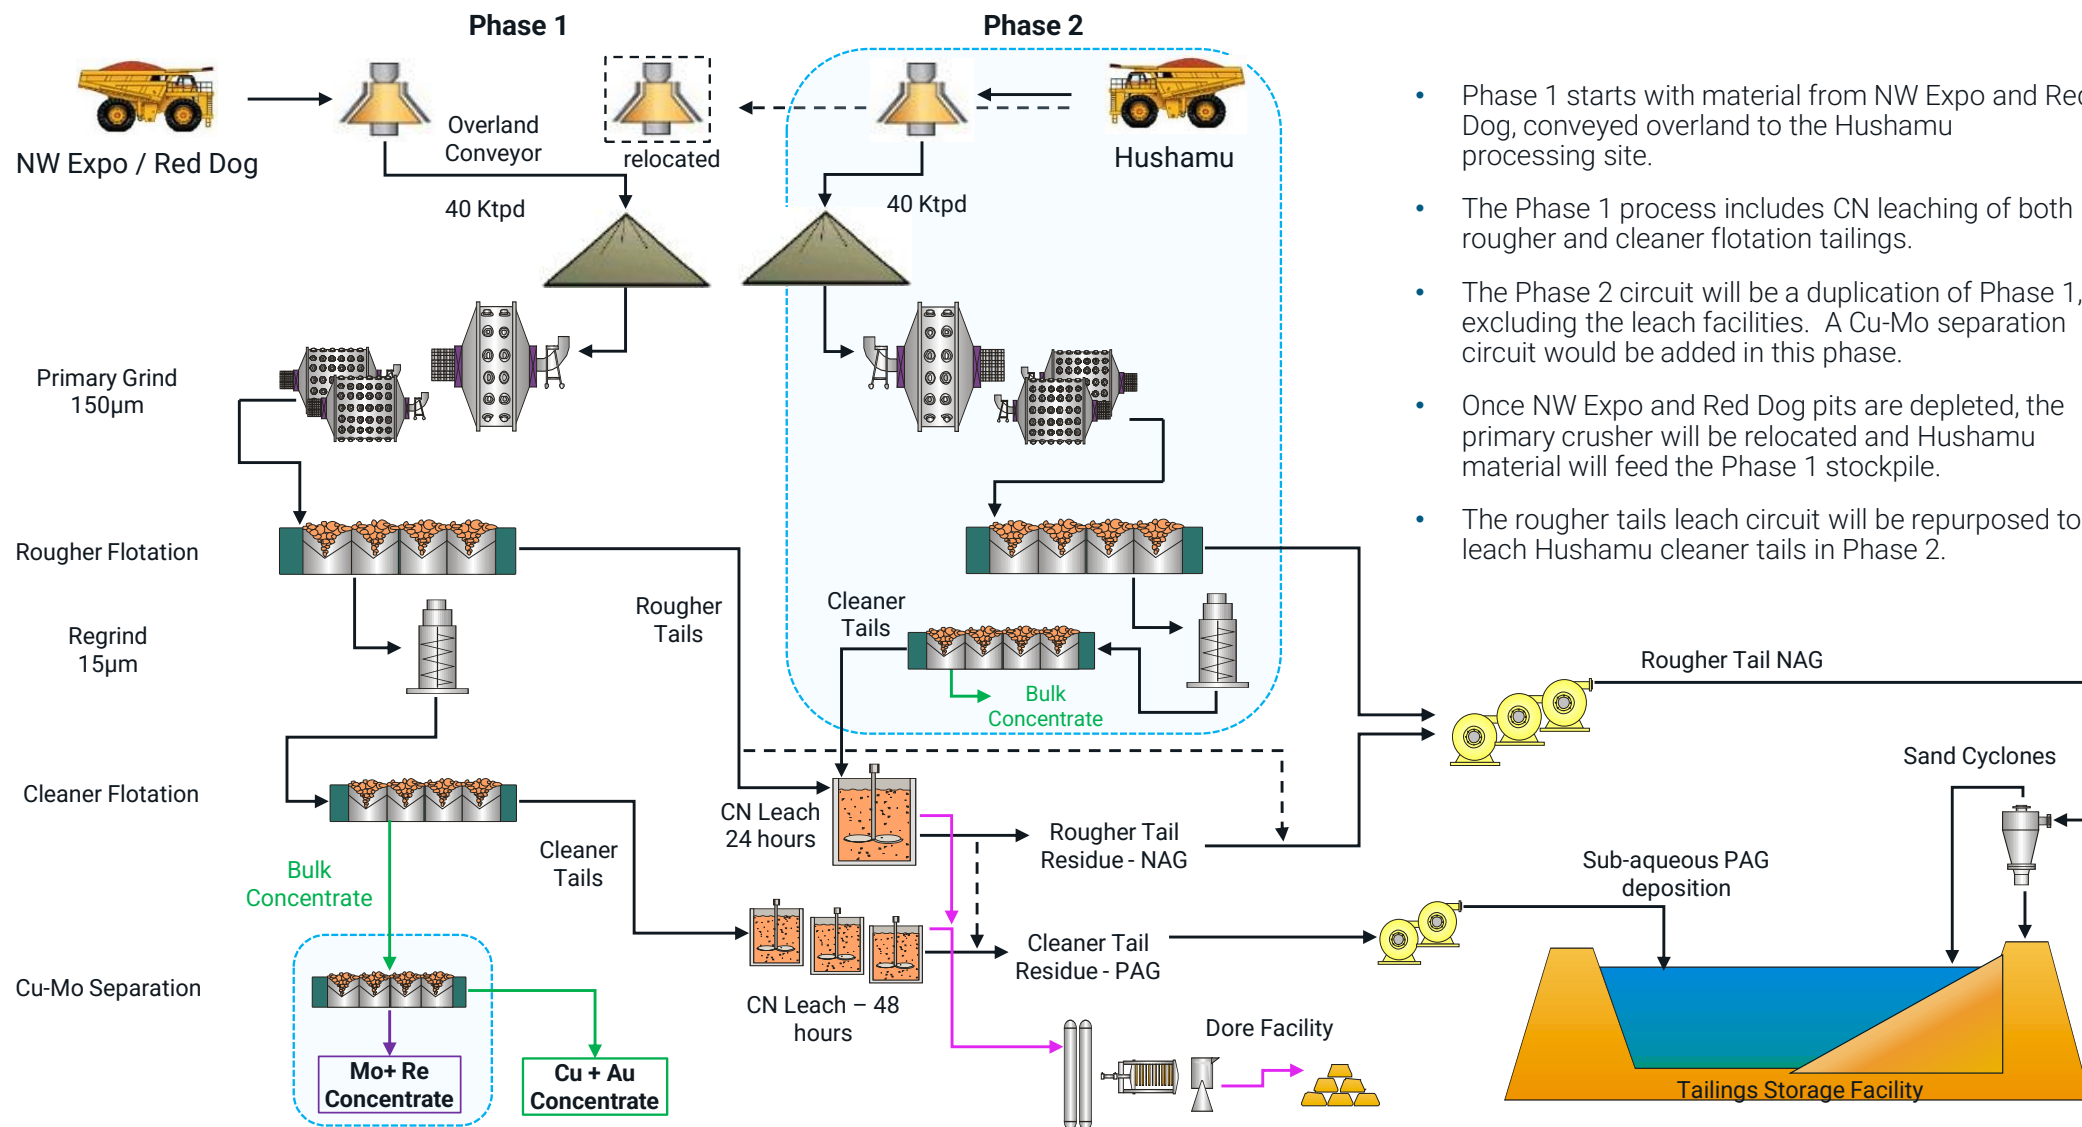 Phase 1
Phase 2
NW Expo / Red Dog
Overland
Conveyor
relocated
Hushamu
40 Ktpd
40 Ktpd
Primary Grind
150µm
Rougher Flotation
Regrind
15µm
Rougher
Tails
Cleaner
Tails
Bulk
Concentrate
Cleaner Flotation
CN Leach
24 hours
Rougher Tail
Residue - NAG
Cleaner
Tails
Bulk
Concentrate
Cleaner Tail
Residue - PAG
CN Leach – 48
hours
Cu-Mo Separation
Mo+ Re
Concentrate
Cu + Au
Concentrate
Dore Facility
Rougher Tail NAG
Sand Cyclones
Sub-aqueous PAG
deposition
Tailings Storage Facility
• Phase 1 starts with material from NW Expo and Red
Dog, conveyed overland to the Hushamu
processing site.
• The Phase 1 process includes CN leaching of both
rougher and cleaner flotation tailings.
• The Phase 2 circuit will be a duplication of Phase 1,
excluding the leach facilities. A Cu-Mo separation
circuit would be added in this phase.
• Once NW Expo and Red Dog pits are depleted, the
primary crusher will be relocated and Hushamu
material will feed the Phase 1 stockpile.
• The rougher tails leach circuit will be repurposed to
leach Hushamu cleaner tails in Phase 2.